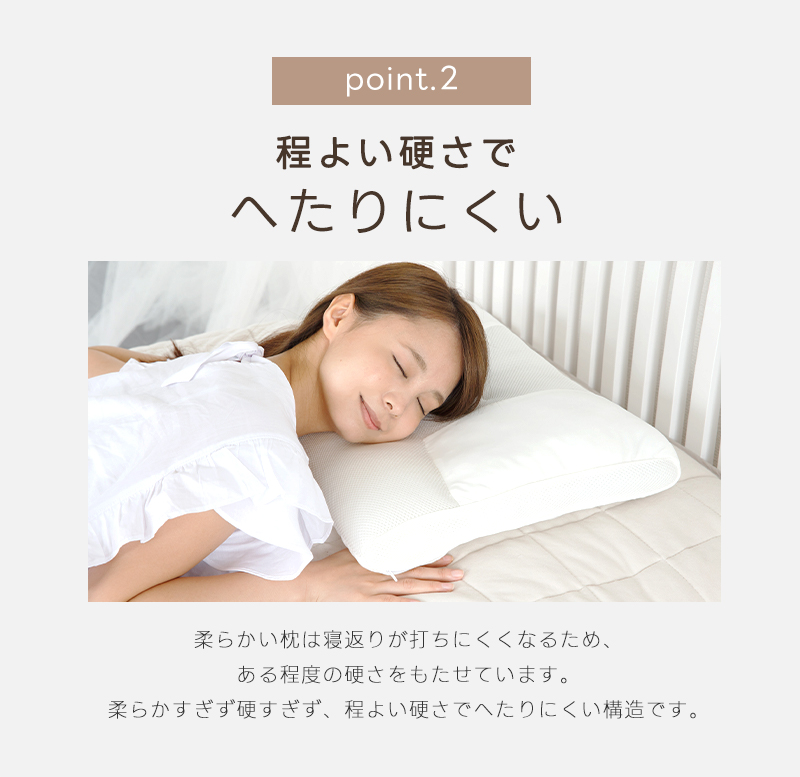 point.2
程よい硬さで
へたりにくい
柔らかい枕は寝返りが打ちにくくなるため、
ある程度の硬さをもたせています。
柔らかすぎず硬すぎず、程よい硬さでへたりにくい構造です。